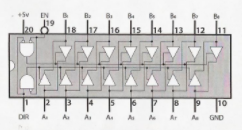 +5V EN B₁ B₂ B₃ B₄ B₅ B₆ B₇ B₈
20 19 18 17 16 15 14 13 12 11
1 2 3 4 5 6 7 8 9 10
DIR A₁ A₂ A₃ A₄ A₅ A₆ A₇ A₈ GND